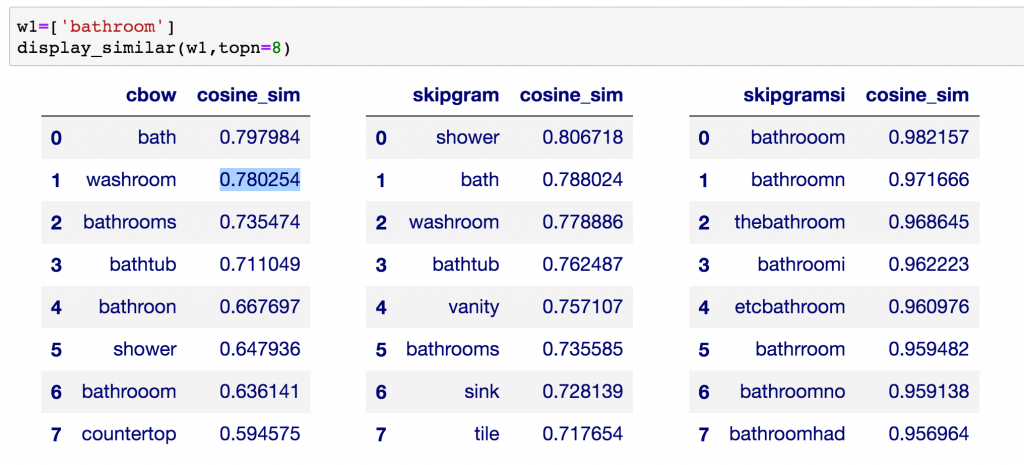 w1=['bathroom']
display_similar(w1,topn=8)
cbow cosine_sim skipgram cosine_sim skipgramsi cosine_sim
0 bath 0.797984 0 shower 0.806718 0 bathrooom 0.982157
1 washroom 0.780254 1 bath 0.788024 1 bathroomn 0.971666
2 bathrooms 0.735474 2 washroom 0.778886 2 thebathroom 0.968645
3 bathtub 0.711049 3 bathtub 0.762487 3 bathroomi 0.962223
4 bathroon 0.667697 4 vanity 0.757107 4 etcbathroom 0.960976
5 shower 0.647936 5 bathrooms 0.735585 5 bathrroom 0.959482
6 bathrooom 0.636141 6 sink 0.728139 6 bathroomno 0.959138
7 countertop 0.594575 7 tile 0.717654 7 bathroomhad 0.956964